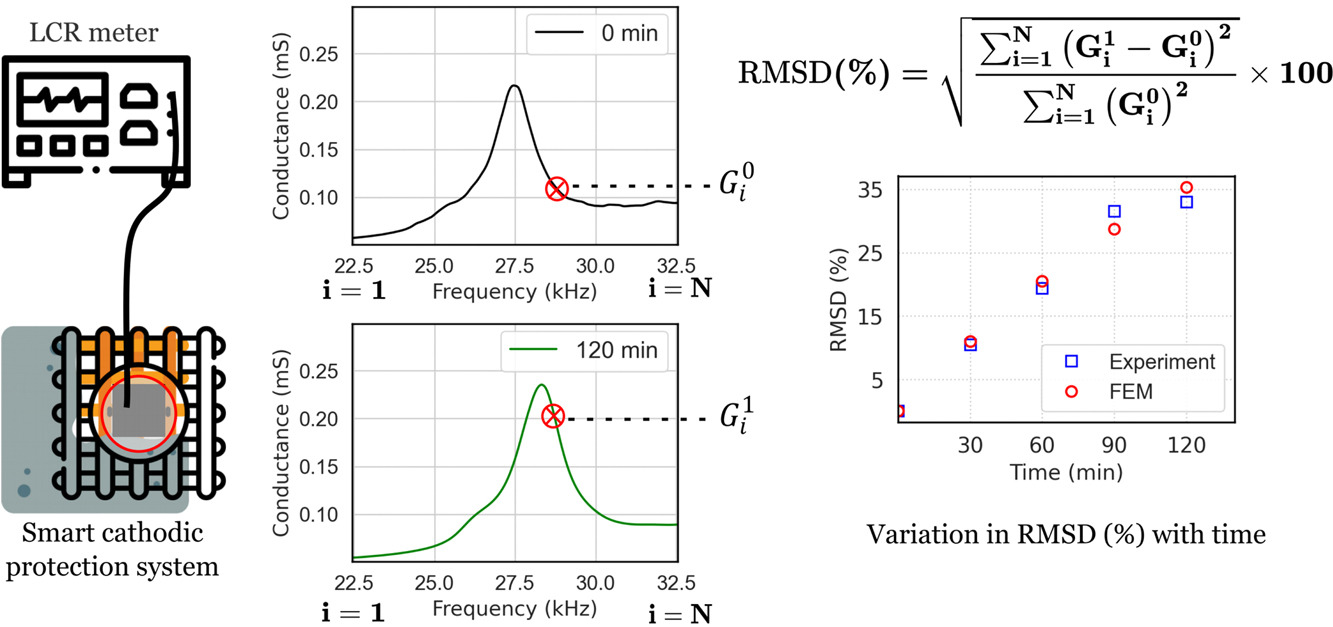 LCR meter
Smart cathodic
protection system
Conductance (mS)
0.25
0.20
0.15
0.10
0 min
22.5 25.0 27.5 30.0 32.5
i = 1 Frequency (kHz) i = N
G_i^0
Conductance (mS)
0.25
0.20
0.15
0.10
120 min
22.5 25.0 27.5 30.0 32.5
i = 1 Frequency (kHz) i = N
G_i^1
RMSD(%) = √(∑_{i=1}^{N} (G_i^1 − G_i^0)^2 / ∑_{i=1}^{N} (G_i^0)^2) × 100
RMSD (%)
35
25
15
5
Experiment
FEM
30 60 90 120
Time (min)
Variation in RMSD (%) with time